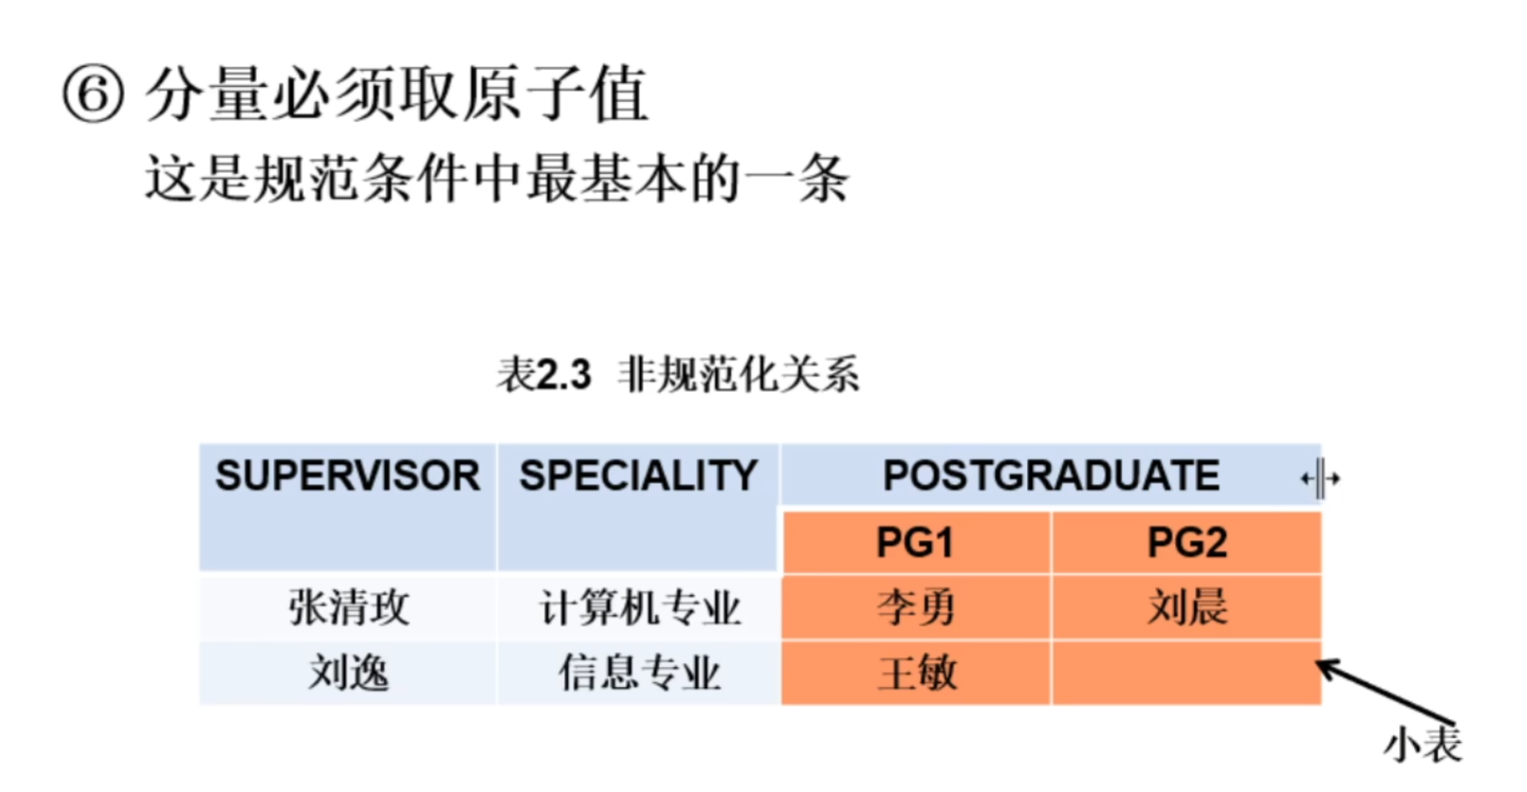 ⑥ 分量必须取原子值
这是规范条件中最基本的一条
表2.3 非规范化关系
SUPERVISOR SPECIALITY POSTGRADUATE
PG1 PG2
张清玫 计算机专业 李勇 刘晨
刘逸 信息专业 王敏
小表